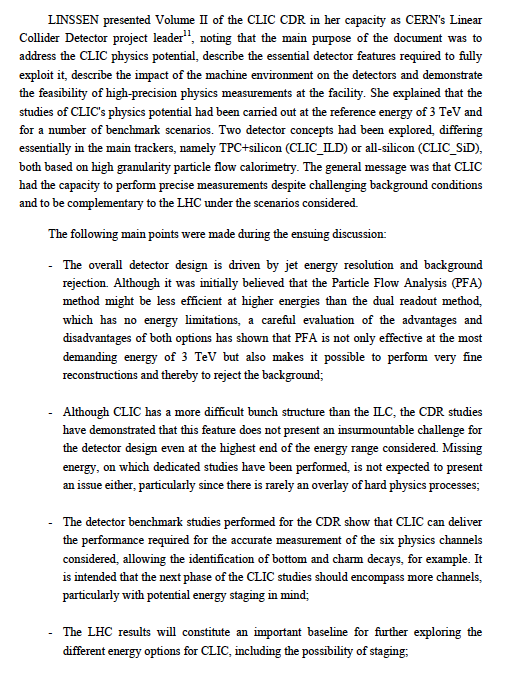 LINSSEN presented Volume II of the CLIC CDR in her capacity as CERN's Linear
Collider Detector project leader11, noting that the main purpose of the document was to
address the CLIC physics potential, describe the essential detector features required to fully
exploit it, describe the impact of the machine environment on the detectors and demonstrate
the feasibility of high-precision physics measurements at the facility. She explained that the
studies of CLIC's physics potential had been carried out at the reference energy of 3 TeV and
for a number of benchmark scenarios. Two detector concepts had been explored, differing
essentially in the main trackers, namely TPC+silicon (CLIC_ILD) or all-silicon (CLIC_SiD),
both based on high granularity particle flow calorimetry. The general message was that CLIC
had the capacity to perform precise measurements despite challenging background conditions
and to be complementary to the LHC under the scenarios considered.
The following main points were made during the ensuing discussion:
- The overall detector design is driven by jet energy resolution and background
rejection. Although it was initially believed that the Particle Flow Analysis (PFA)
method might be less efficient at higher energies than the dual readout method,
which has no energy limitations, a careful evaluation of the advantages and
disadvantages of both options has shown that PFA is not only effective at the most
demanding energy of 3 TeV but also makes it possible to perform very fine
reconstructions and thereby to reject the background;
- Although CLIC has a more difficult bunch structure than the ILC, the CDR studies
have demonstrated that this feature does not present an insurmountable challenge for
the detector design even at the highest end of the energy range considered. Missing
energy, on which dedicated studies have been performed, is not expected to present
an issue either, particularly since there is rarely an overlay of hard physics processes;
- The detector benchmark studies performed for the CDR show that CLIC can deliver
the performance required for the accurate measurement of the six physics channels
considered, allowing the identification of bottom and charm decays, for example. It
is intended that the next phase of the CLIC studies should encompass more channels,
particularly with potential energy staging in mind;
- The LHC results will constitute an important baseline for further exploring the
different energy options for CLIC, including the possibility of staging;